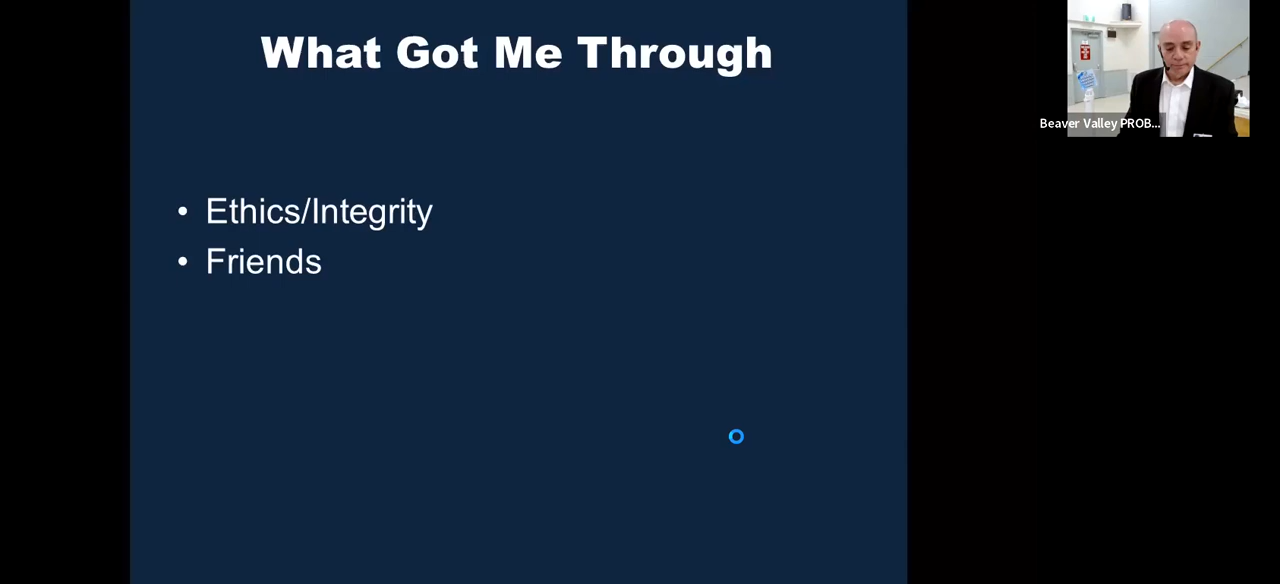 What Got Me Through
• Ethics/Integrity
• Friends
Beaver Valley PROB...